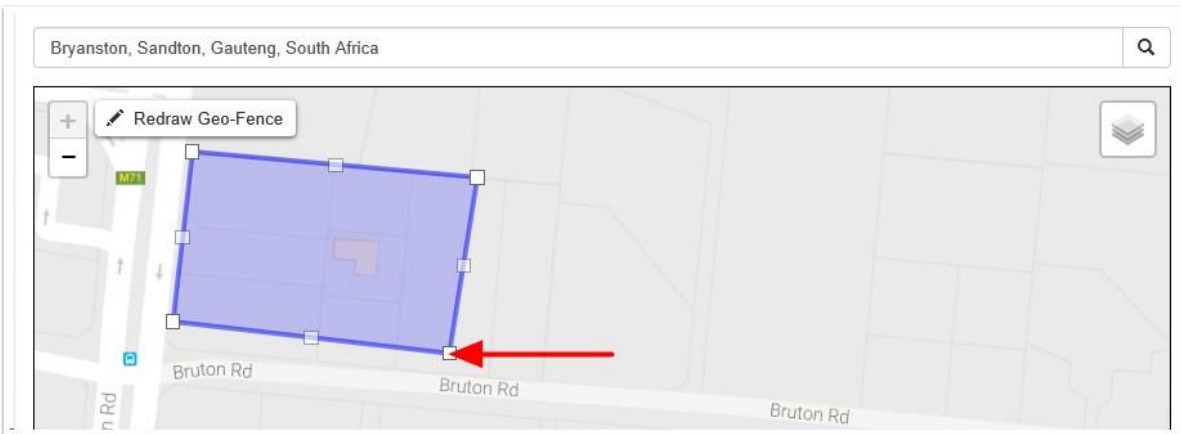 Bryanston, Sandton, Gauteng, South Africa
+
Redraw Geo-Fence
-
M71
Bruton Rd
Bruton Rd
Bruton Rd
n Rd